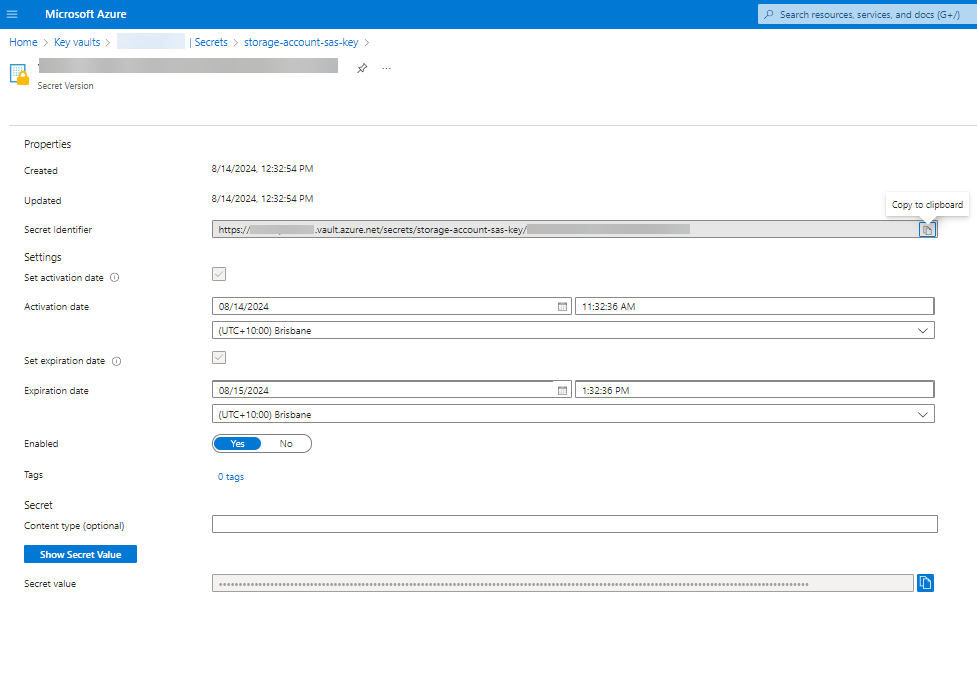 Microsoft Azure
Search resources, services, and docs (G+/)
Home > Key vaults > | Secrets > storage-account-sas-key >
...
Secret Version
Properties
Created 8/14/2024, 12:32:54 PM
Updated 8/14/2024, 12:32:54 PM
Copy to clipboard
Secret Identifier https:// .vault.azure.net/secrets/storage-account-sas-key/
Settings
Set activation date
Activation date 08/14/2024 11:32:36 AM
(UTC+10:00) Brisbane
Set expiration date
Expiration date 08/15/2024 1:32:36 PM
(UTC+10:00) Brisbane
Enabled Yes No
Tags 0 tags
Secret
Content type (optional)
Show Secret Value
Secret value